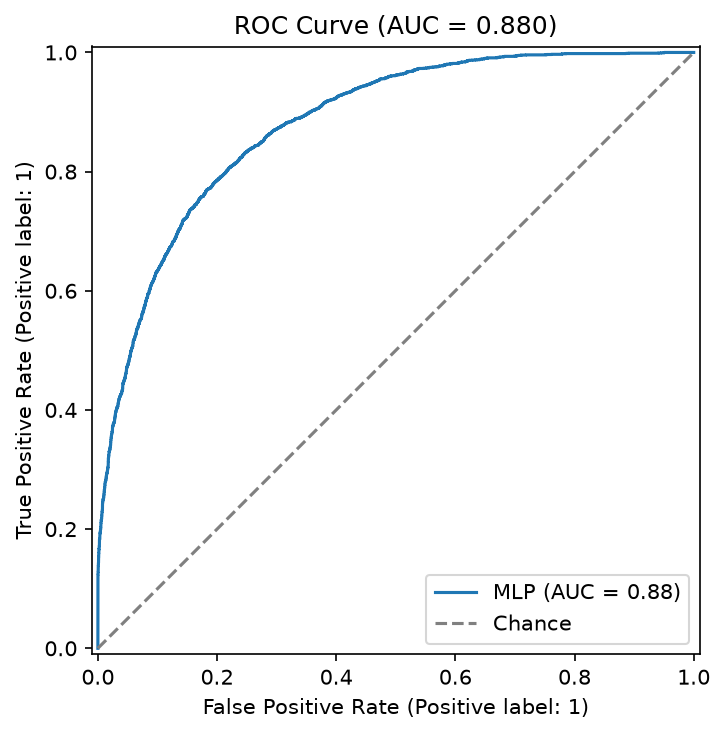 ROC Curve (AUC = 0.880)
True Positive Rate (Positive label: 1)
1.0
0.8
0.6
0.4
0.2
0.0
MLP (AUC = 0.88)
Chance
0.0 0.2 0.4 0.6 0.8 1.0
False Positive Rate (Positive label: 1)